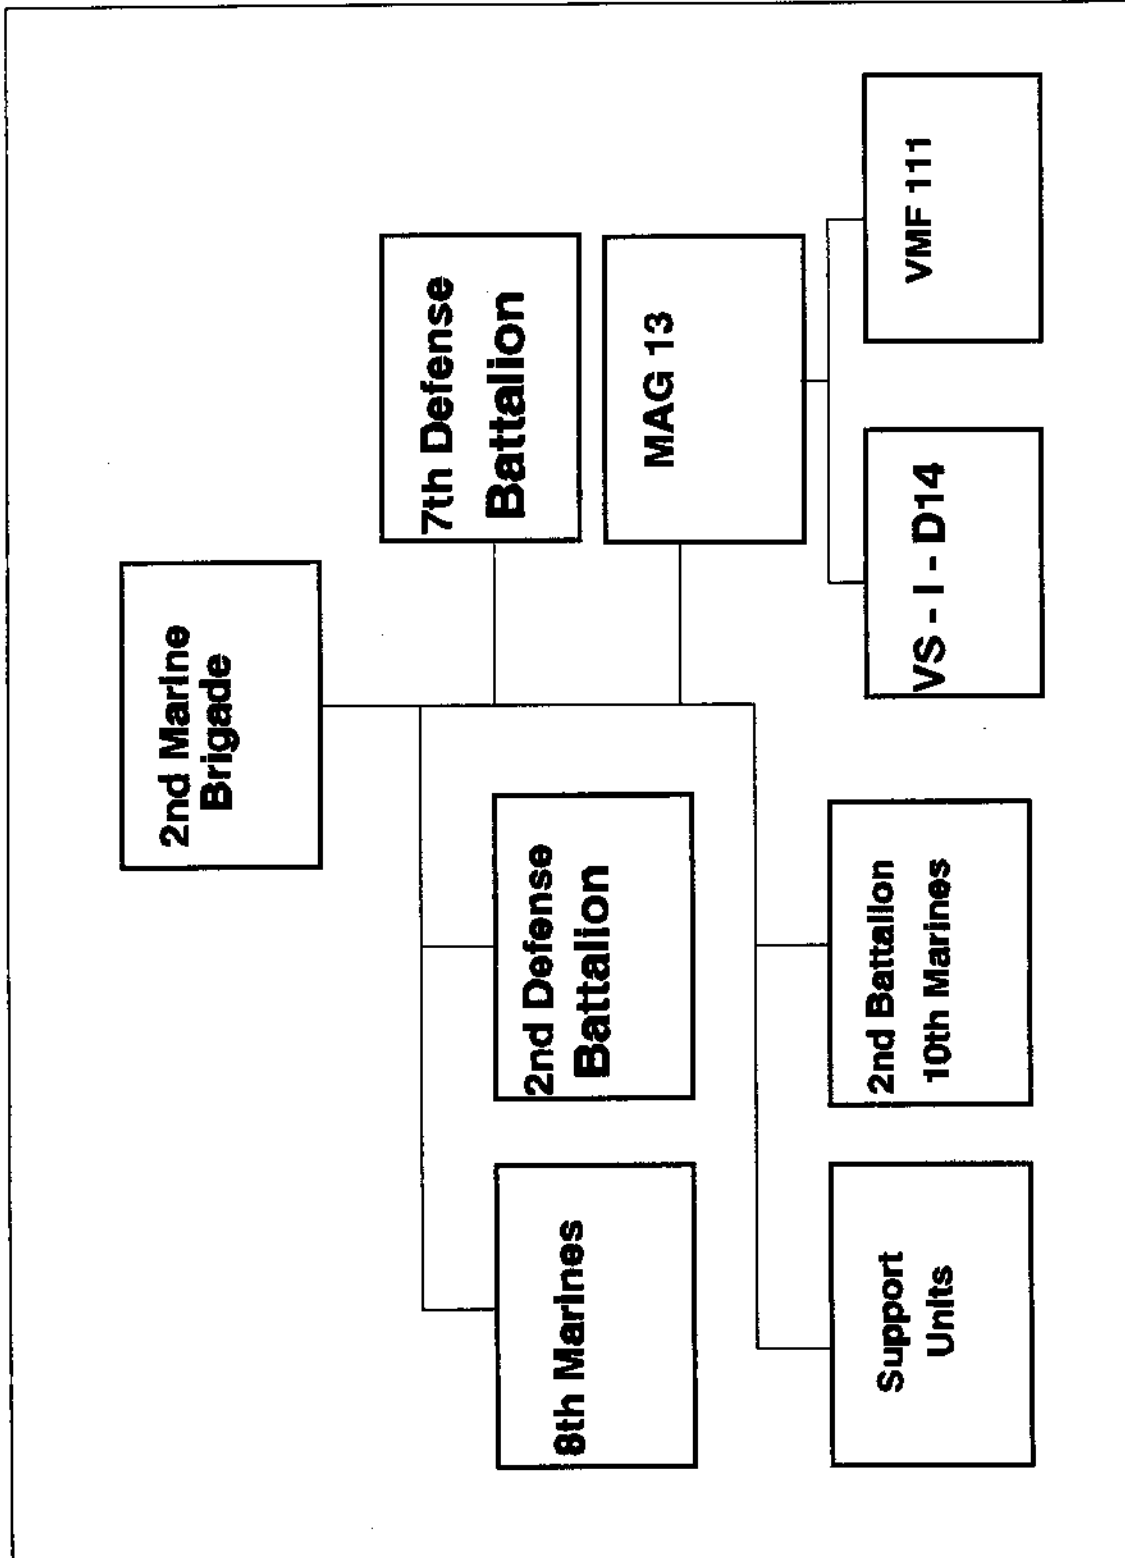 2nd Marine
Brigade
8th Marines
2nd Defense
Battalion
7th Defense
Battalion
Support
Units
2nd Battalion
10th Marines
MAG 13
VS - I - D14
VMF 111